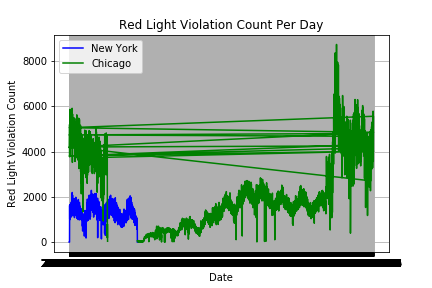 Red Light Violation Count Per Day
New York
Chicago
Red Light Violation Count
8000
6000
4000
2000
0
Date